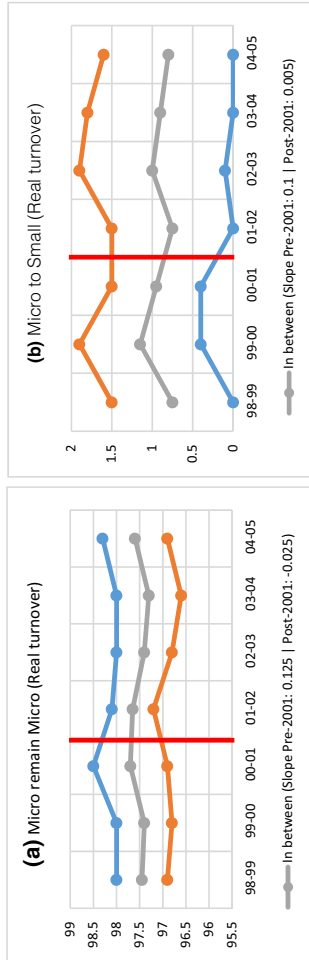 (a) Micro remain Micro (Real turnover)
99
98.5
98
97.5
97
96.5
96
95.5
98-99 99-00 00-01 01-02 02-03 03-04 04-05
In between (Slope Pre-2001: 0.125 | Post-2001: -0.025)
(b) Micro to Small (Real turnover)
2
1.5
1
0.5
0
98-99 99-00 00-01 01-02 02-03 03-04 04-05
In between (Slope Pre-2001: 0.1 | Post-2001: 0.005)